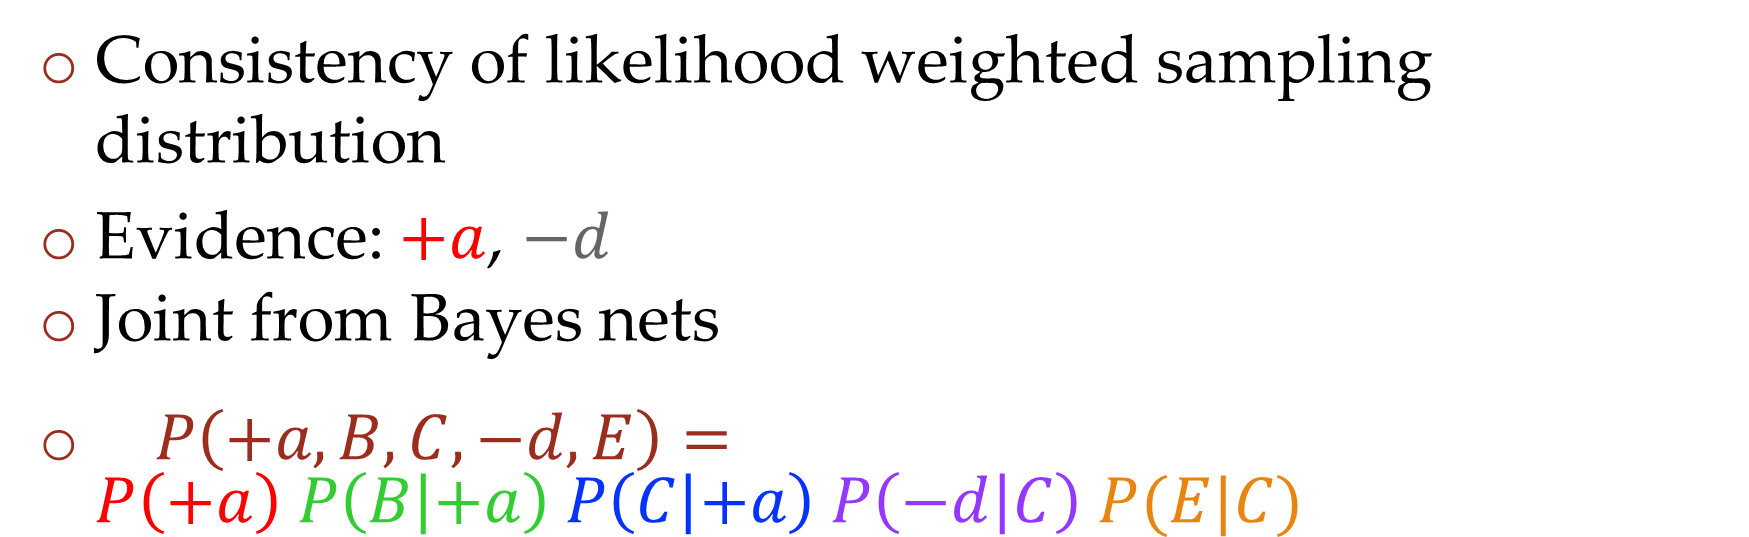 Consistency of likelihood weighted sampling
distribution
Evidence: +a, −d
Joint from Bayes nets
P(+a, B, C, −d, E) =
P(+a) P(B|+a) P(C|+a) P(−d|C) P(E|C)